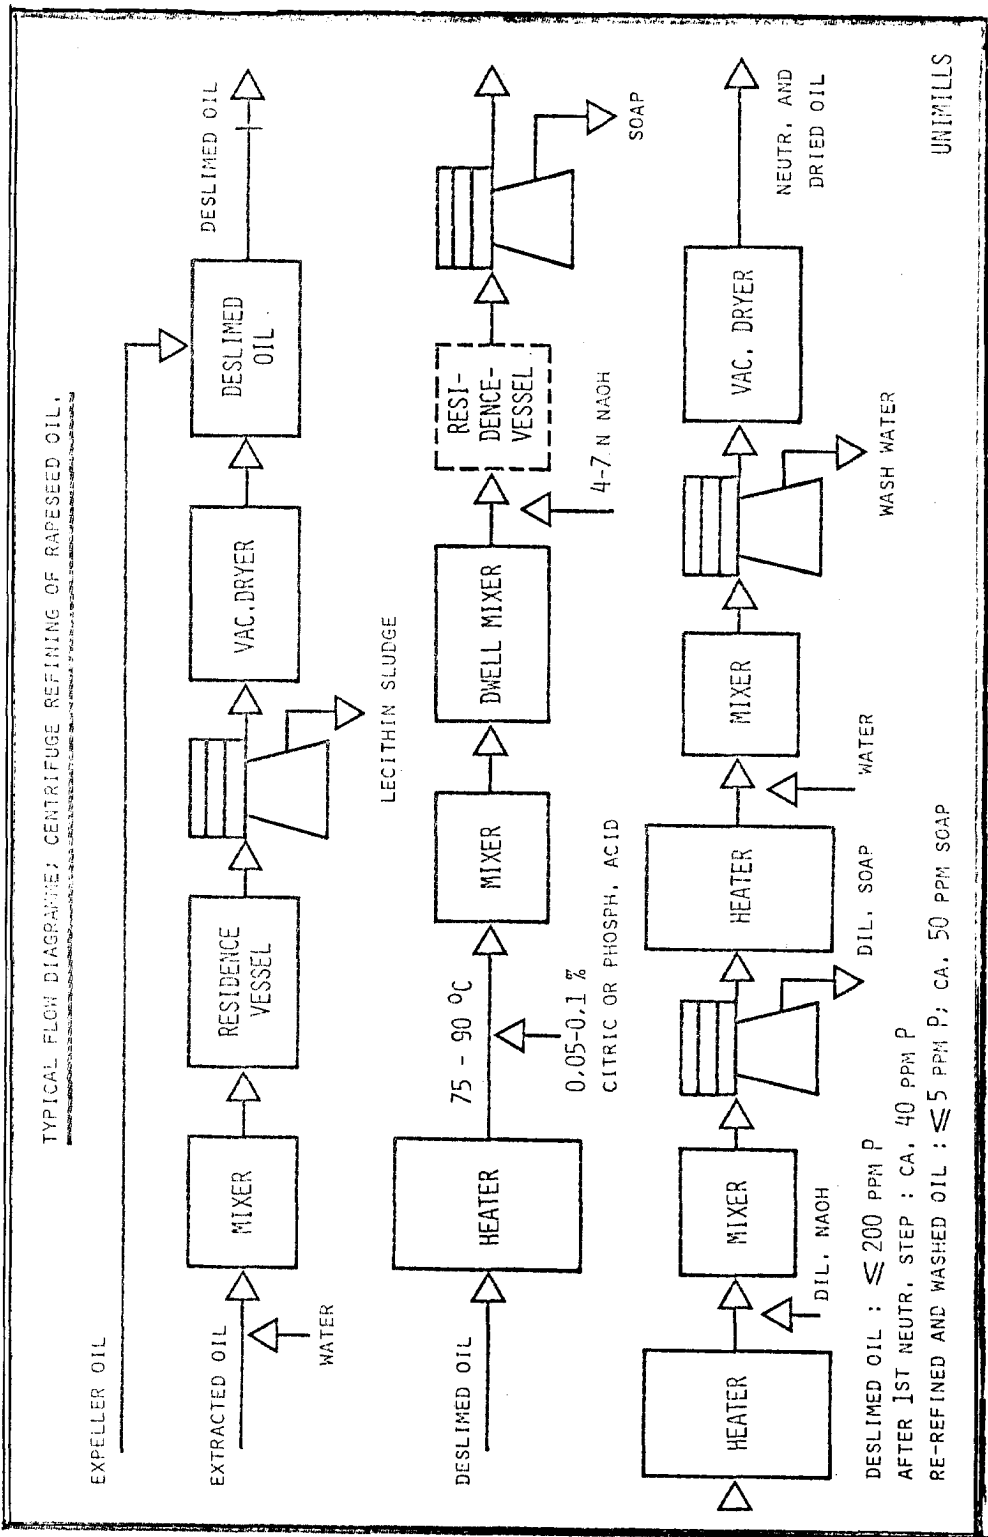 TYPICAL FLOW DIAGRAMME; CENTRIFUGE REFINING OF RAPESEED OIL.
EXPELLER OIL
EXTRACTED OIL
WATER
MIXER
RESIDENCE
VESSEL
LECITHIN SLUDGE
VAC.DRYER
DESLIMED
OIL
DESLIMED OIL
DESLIMED OIL
HEATER
75 - 90 °C
0.05-0.1 %
CITRIC OR PHOSPH. ACID
MIXER
DWELL MIXER
4-7 N NAOH
RESI-
DENCE-
VESSEL
SOAP
HEATER
DIL. NAOH
MIXER
DIL. SOAP
HEATER
WATER
MIXER
WASH WATER
VAC. DRYER
NEUTR. AND
DRIED OIL
DESLIMED OIL : ⩽ 200 PPM P
AFTER 1ST NEUTR. STEP : CA. 40 PPM P
RE-REFINED AND WASHED OIL : ⩽ 5 PPM P; CA. 50 PPM SOAP
UNIMILLS